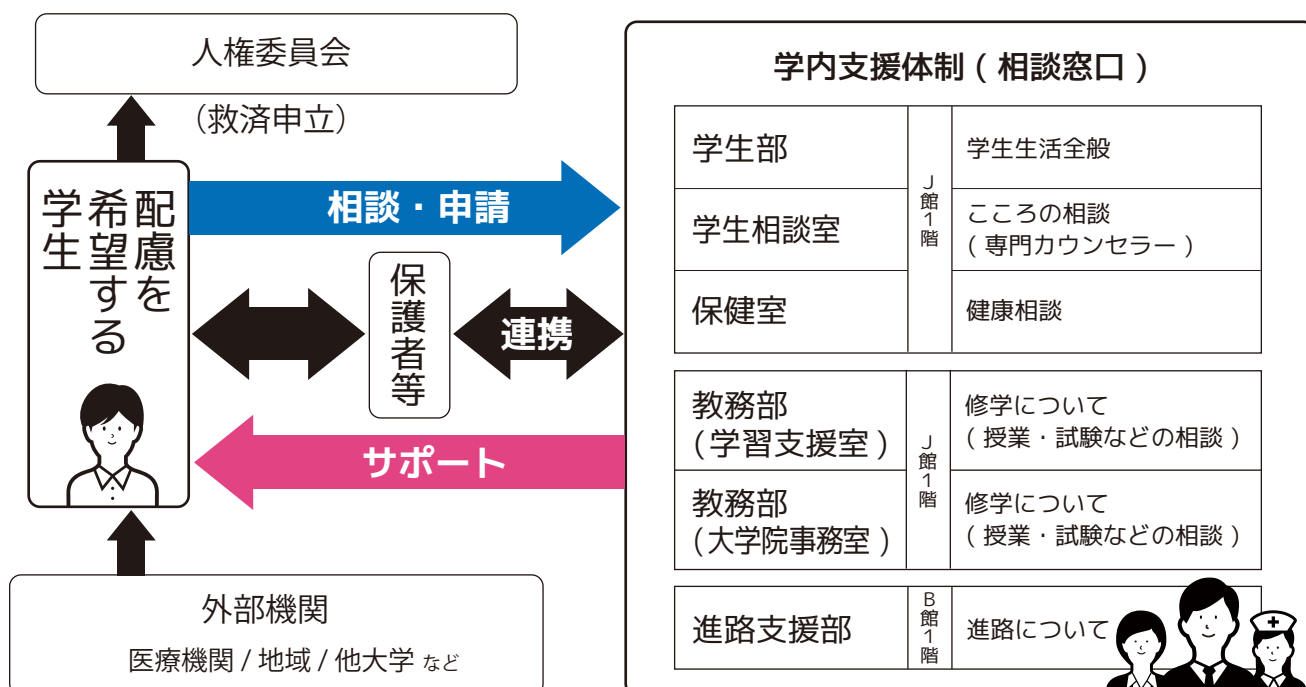 人権委員会
（救済申立）
配慮を
希望する
学生
相談・申請
保護者等
連携
サポート
外部機関
医療機関 / 地域 / 他大学 など
学内支援体制 ( 相談窓口 )
学生部
J館1階
学生生活全般
学生相談室
こころの相談
( 専門カウンセラー )
保健室
健康相談
教務部
( 学習支援室 )
J館1階
修学について
( 授業・試験などの相談 )
教務部
( 大学院事務室 )
修学について
( 授業・試験などの相談 )
進路支援部
B館1階
進路について